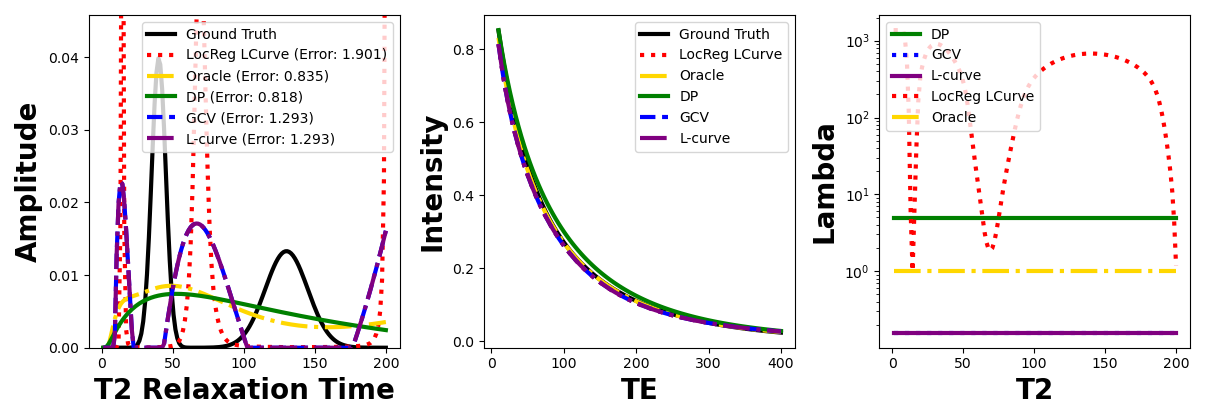 Amplitude
0.04
0.03
0.02
0.01
0.00
Ground Truth
LocReg LCurve (Error: 1.901)
Oracle (Error: 0.835)
DP (Error: 0.818)
GCV (Error: 1.293)
L-curve (Error: 1.293)
0 50 100 150 200
T2 Relaxation Time
Intensity
0.8
0.6
0.4
0.2
0.0
Ground Truth
LocReg LCurve
Oracle
DP
GCV
L-curve
0 100 200 300 400
TE
Lambda
10³
10²
10¹
10⁰
DP
GCV
L-curve
LocReg LCurve
Oracle
0 50 100 150 200
T2